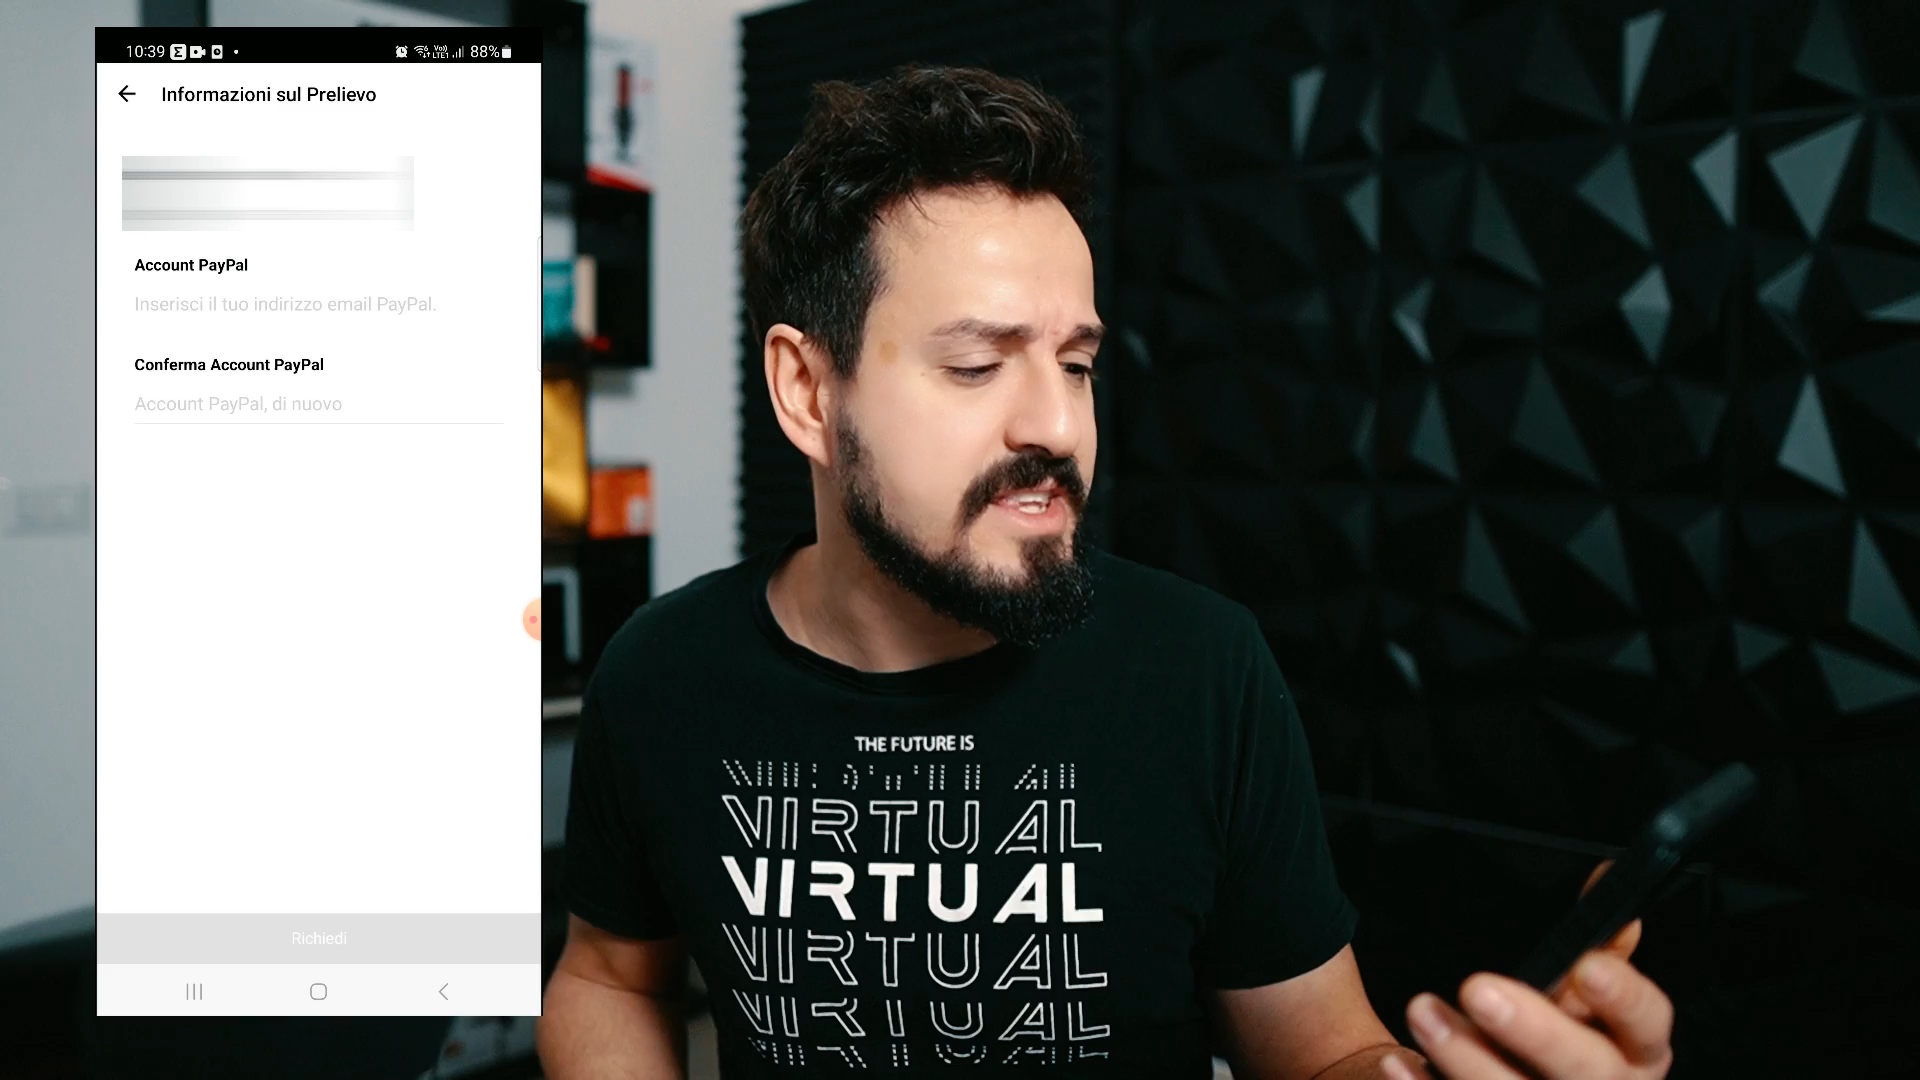 10:39
88%
Informazioni sul Prelievo
Account PayPal
Inserisci il tuo indirizzo email PayPal.
Conferma Account PayPal
Account PayPal, di nuovo
Richiedi
THE FUTURE IS
VIRTUAL
VIRTUAL
VIRTUAL
VIRTUAL